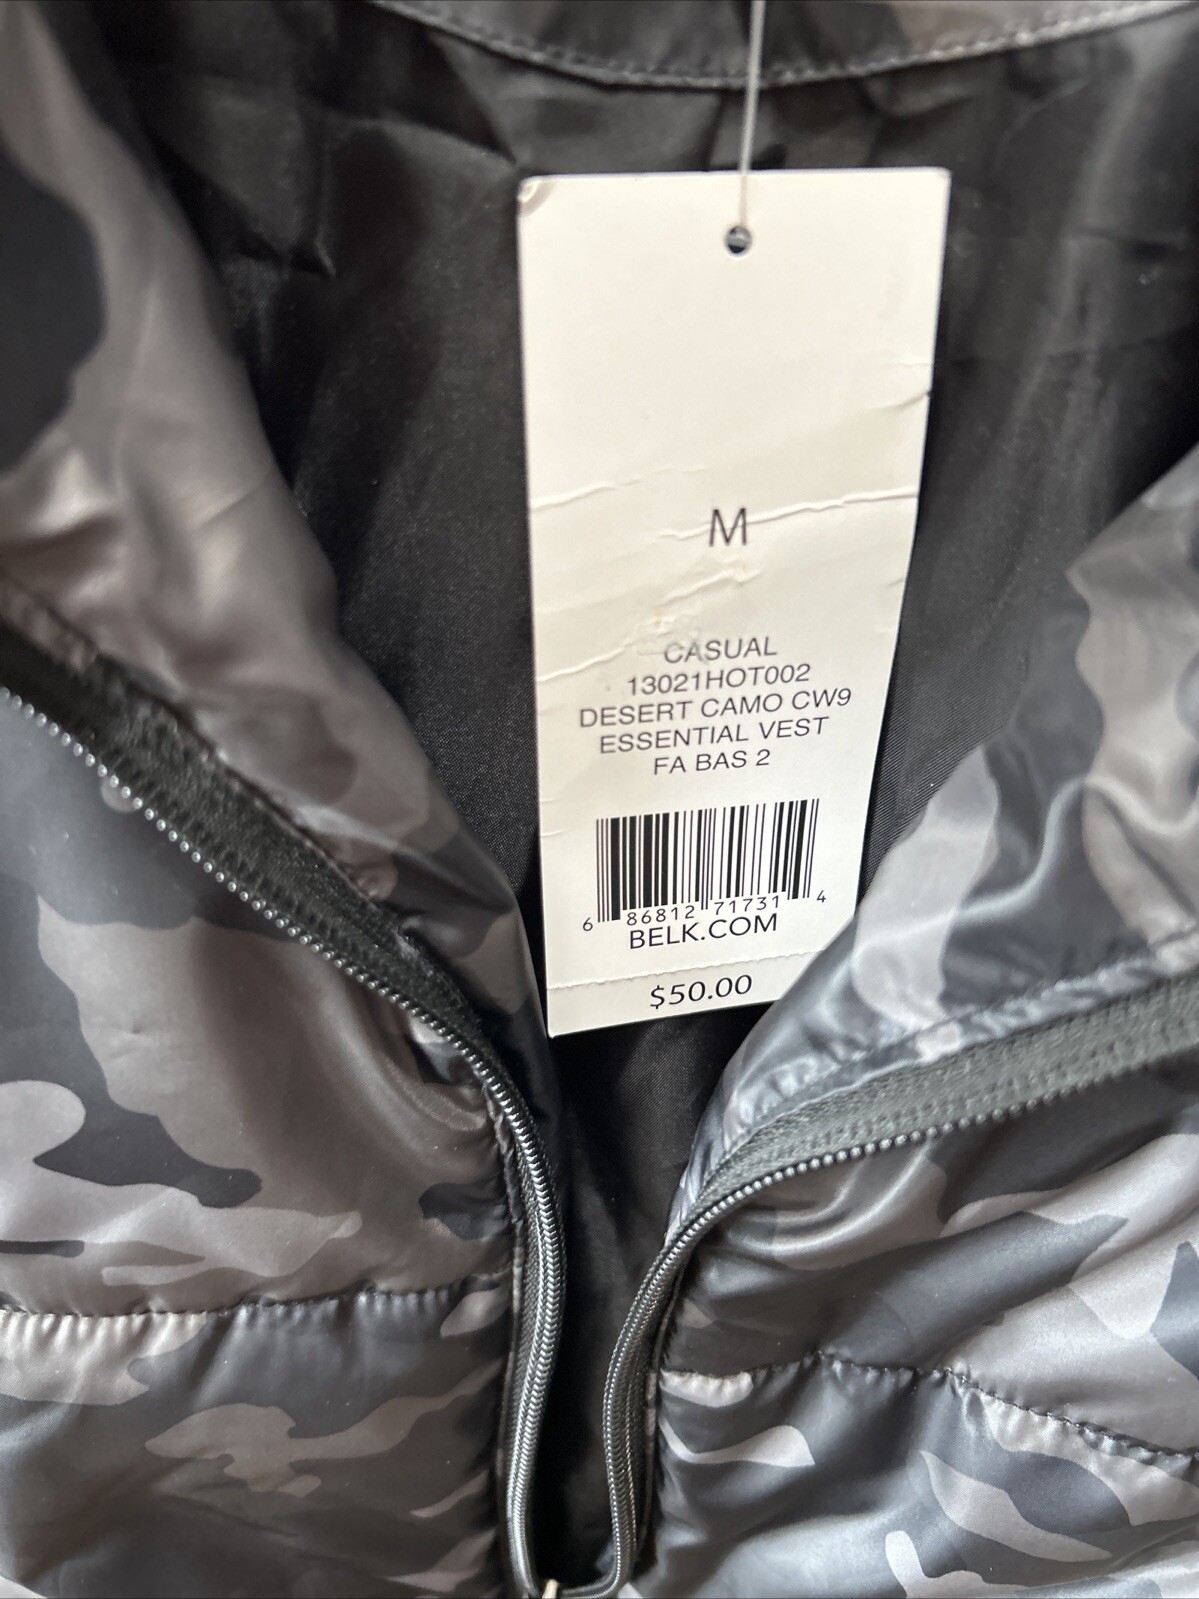 M
CASUAL
13021HOT002
DESERT CAMO CW9
ESSENTIAL VEST
FA BAS 2
6 86812 71731 4
BELK.COM
$50.00